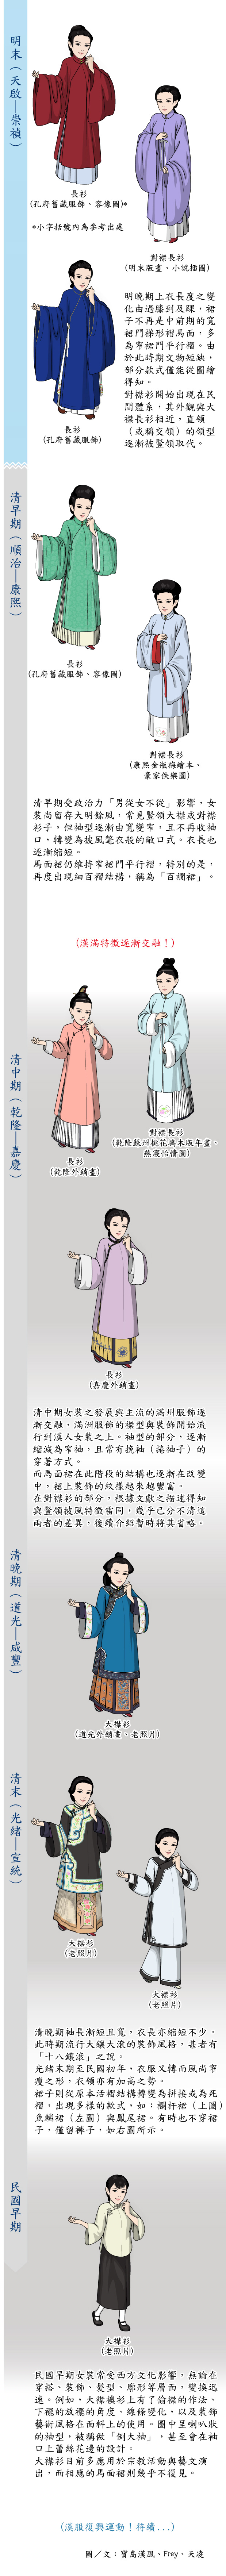 明末（天啟—崇禎）
長衫
(孔府舊藏服飾、容像圖)*
*小字括號內為參考出處
對襟長衫
(明末版畫、小說插圖)
長衫
(孔府舊藏服飾)
明晚期上衣長度之變
化由過膝到及踝，裙
子不再是中前期的寬
裙門梯形褶馬面，多
為窄裙門平行褶。由
於此時期文物短缺，
部分款式僅能從圖繪
得知。
對襟衫開始出現在民
間體系，其外觀與大
襟長衫相近，直領
（或稱交領）的領型
逐漸被豎領取代。
清早期（順治—康熙）
長衫
(孔府舊藏服飾、容像圖)
對襟長衫
(康熙金瓶梅繪本、
豪家佚樂圖)
清早期受政治力「男從女不從」影響，女
裝尚留存大明餘風，常見豎領大襟或對襟
衫子，但袖型逐漸由寬變窄，且不再收袖
口，轉變為披風氅衣般的敞口式。衣長也
逐漸縮短。
馬面裙仍維持窄裙門平行褶，特別的是，
再度出現細百褶結構，稱為「百襉裙」。
(漢滿特徵逐漸交融！)
清中期（乾隆—嘉慶）
長衫
(乾隆外銷畫)
對襟長衫
(乾隆蘇州桃花塢木版年畫、
燕寢怡情圖)
長衫
(嘉慶外銷畫)
清中期女裝之發展與主流的滿州服飾逐
漸交融，滿洲服飾的襟型與裝飾開始流
行到漢人女裝之上。袖型的部分，逐漸
縮減為窄袖，且常有挽袖（捲袖子）的
穿著方式。
而馬面裙在此階段的結構也逐漸在改變
中，裙上裝飾的紋樣越來越豐富。
在對襟衫的部分，根據文獻之描述得知
與豎領披風特徵雷同，幾乎已分不清這
兩者的差異，後續介紹暫時將其省略。
清晚期（道光—咸豐）
大襟衫
(道光外銷畫、老照片)
清末（光緒—宣統）
大襟衫
(老照片)
大襟衫
(老照片)
清晚期袖長漸短且寬，衣長亦縮短不少。
此時期流行大鑲大滾的裝飾風格，甚者有
「十八鑲滾」之說。
光緒末期至民國初年，衣服又轉而風尚窄
瘦之形，衣領亦有加高之勢。
裙子則從原本活褶結構轉變為拼接或為死
褶，出現多樣的款式，如：襴杆裙（上圖）
魚鱗裙（左圖）與鳳尾裙。有時也不穿裙
子，僅留褲子，如右圖所示。
民國早期
大襟衫
(老照片)
民國早期女裝常受西方文化影響，無論在
穿搭、裝飾、髮型、廓形等層面，變換迅
速。例如，大襟襖衫上有了偷襟的作法、
下襬的放襬的角度、線條變化，以及裝飾
藝術風格在面料上的使用。圖中呈喇叭狀
的袖型，被稱做「倒大袖」，甚至會在袖
口上蕾絲花邊的設計。
大襟衫目前多應用於宗教活動與藝文演
出，而相應的馬面裙則幾乎不復見。
(漢服復興運動！待續...)
圖／文：寶島漢風、Frey、天凌